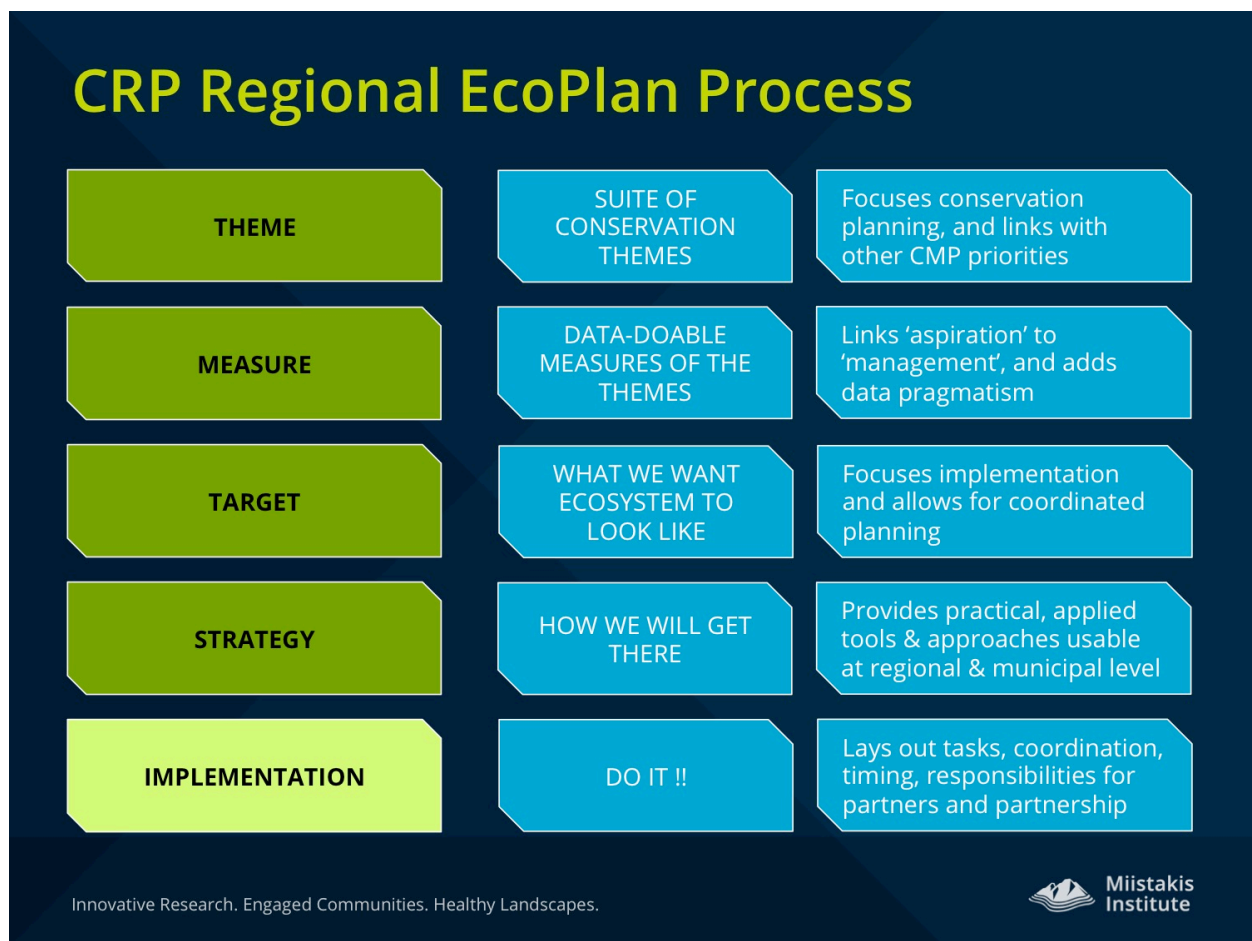 CRP Regional EcoPlan Process
THEME
SUITE OF
CONSERVATION
THEMES
Focuses conservation
planning, and links with
other CMP priorities
MEASURE
DATA-DOABLE
MEASURES OF THE
THEMES
Links ‘aspiration’ to
‘management’, and adds
data pragmatism
TARGET
WHAT WE WANT
ECOSYSTEM TO
LOOK LIKE
Focuses implementation
and allows for coordinated
planning
STRATEGY
HOW WE WILL GET
THERE
Provides practical, applied
tools & approaches usable
at regional & municipal level
IMPLEMENTATION
DO IT !!
Lays out tasks, coordination,
timing, responsibilities for
partners and partnership
Innovative Research. Engaged Communities. Healthy Landscapes.
Miistakis
Institute